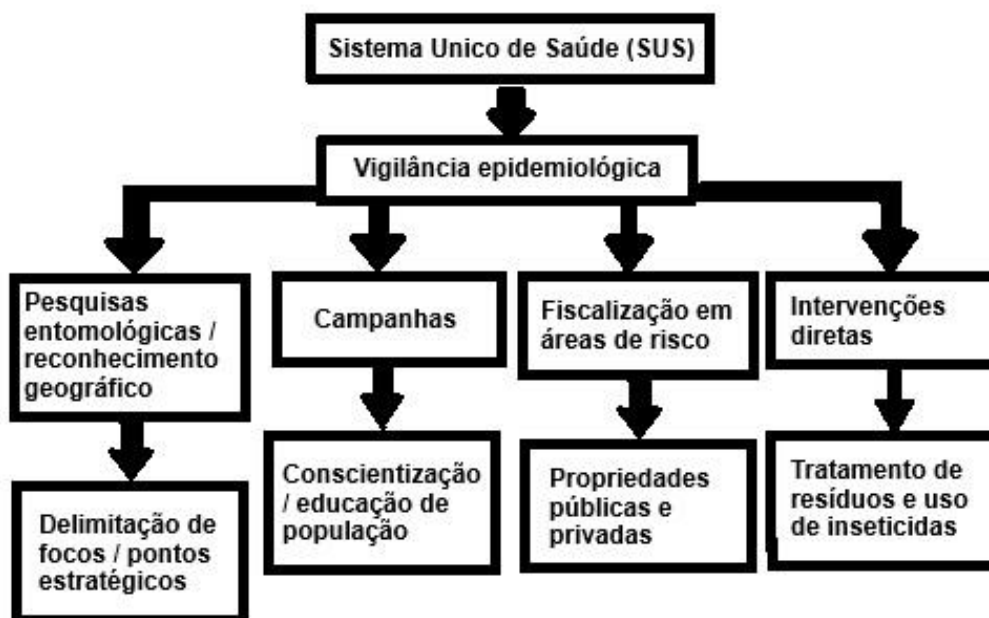 Sistema Unico de Saúde (SUS)
Vigilância epidemiológica
Pesquisas
entomológicas /
reconhecimento
geográfico
Campanhas
Fiscalização em
áreas de risco
Intervenções
diretas
Delimitação de
focos / pontos
estratégicos
Conscientização
/ educação de
população
Propriedades
públicas e
privadas
Tratamento de
resíduos e uso
de inseticidas